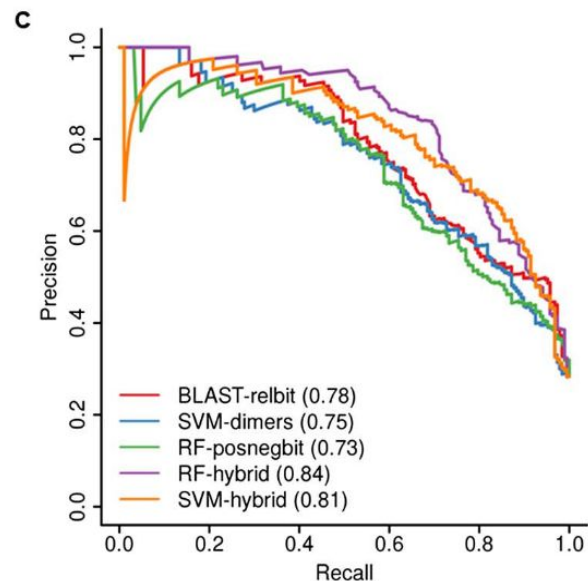 C
Precision
1.0
0.8
0.6
0.4
0.2
0.0
BLAST-relbit (0.78)
SVM-dimers (0.75)
RF-posnegbit (0.73)
RF-hybrid (0.84)
SVM-hybrid (0.81)
0.0 0.2 0.4 0.6 0.8 1.0
Recall